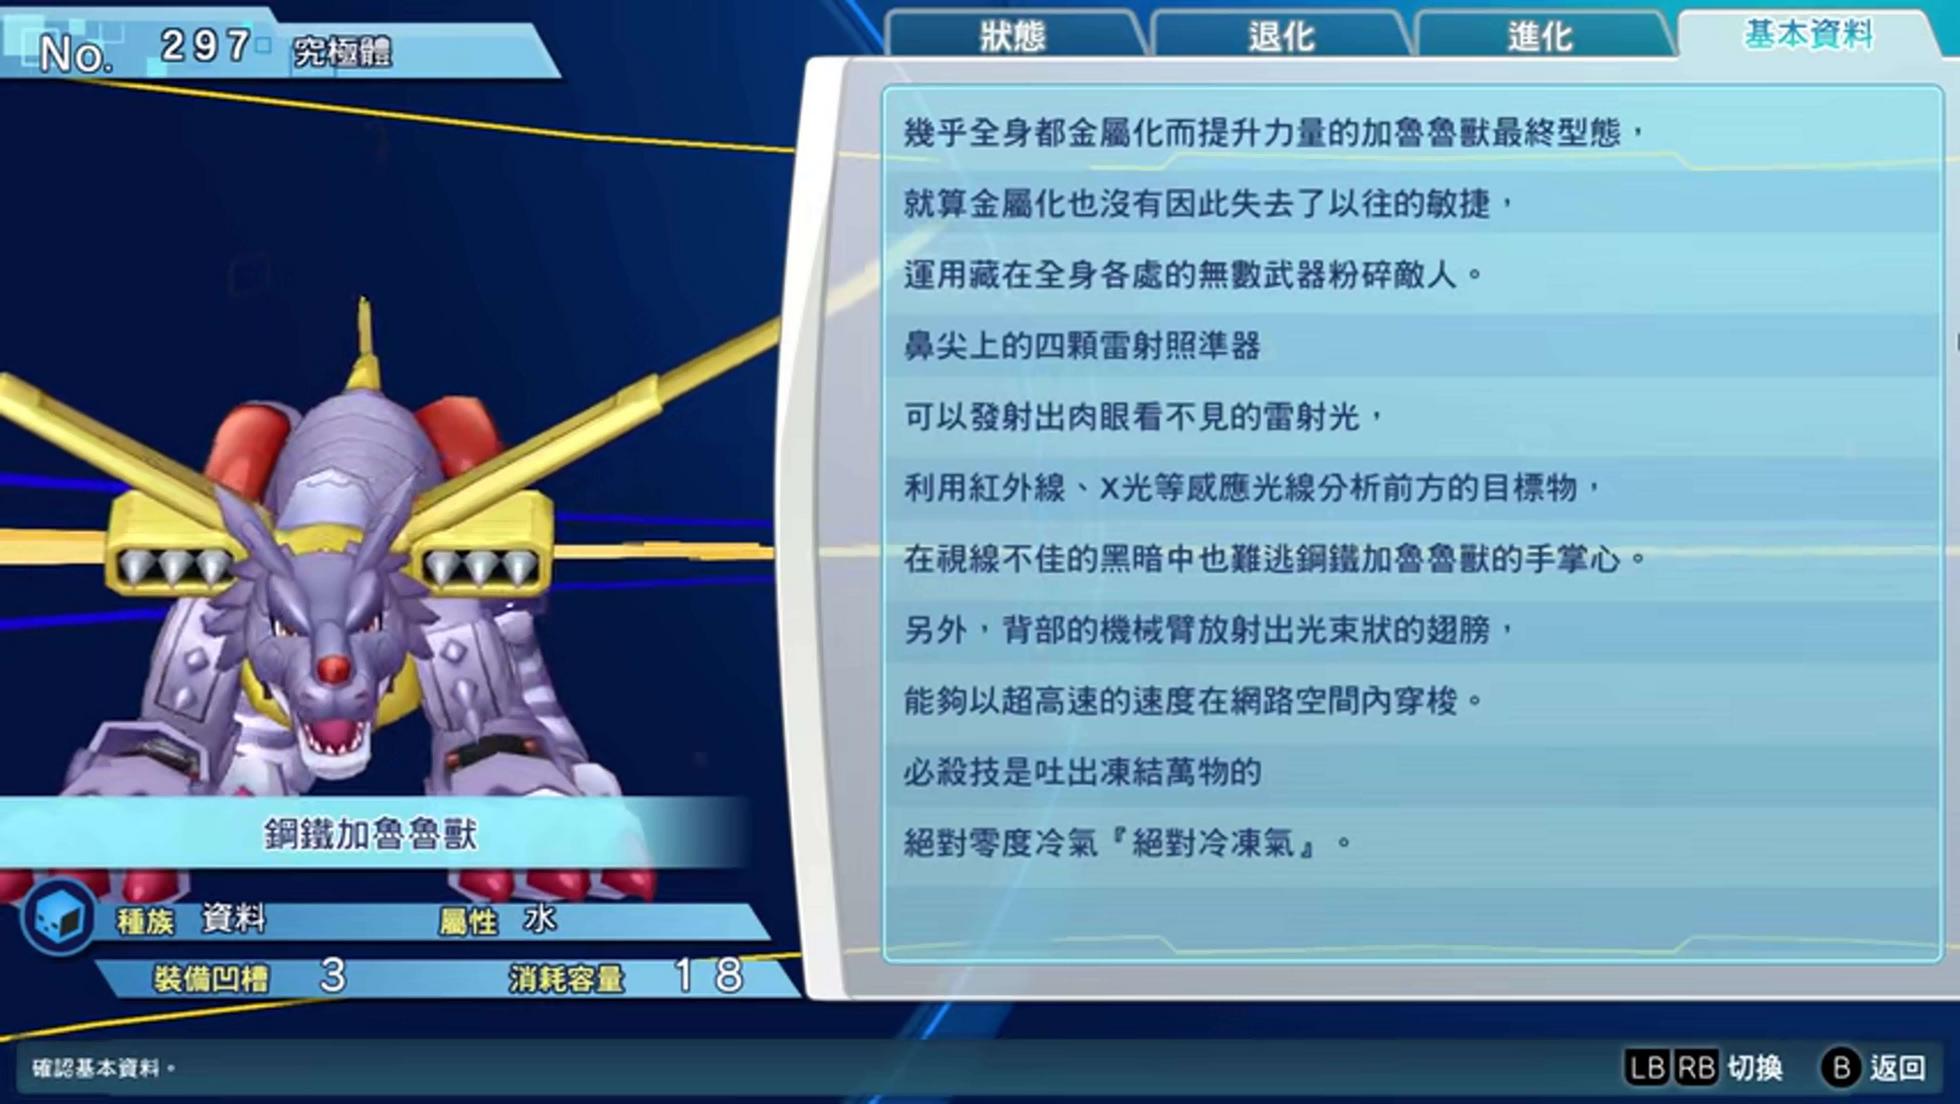 No. 297 究極體
狀態 退化 進化 基本資料
幾乎全身都金屬化而提升力量的加魯魯獸最終型態，
就算金屬化也沒有因此失去了以往的敏捷，
運用藏在全身各處的無數武器粉碎敵人。
鼻尖上的四顆雷射照準器
可以發射出肉眼看不見的雷射光，
利用紅外線、X光等感應光線分析前方的目標物，
在視線不佳的黑暗中也難逃鋼鐵加魯魯獸的手掌心。
另外，背部的機械臂放射出光束狀的翅膀，
能夠以超高速的速度在網路空間內穿梭。
必殺技是吐出凍結萬物的
絕對零度冷氣『絕對冷凍氣』。
鋼鐵加魯魯獸
種族 資料 屬性 水
裝備凹槽 3 消耗容量 18
確認基本資料。
LB RB 切換 B 返回